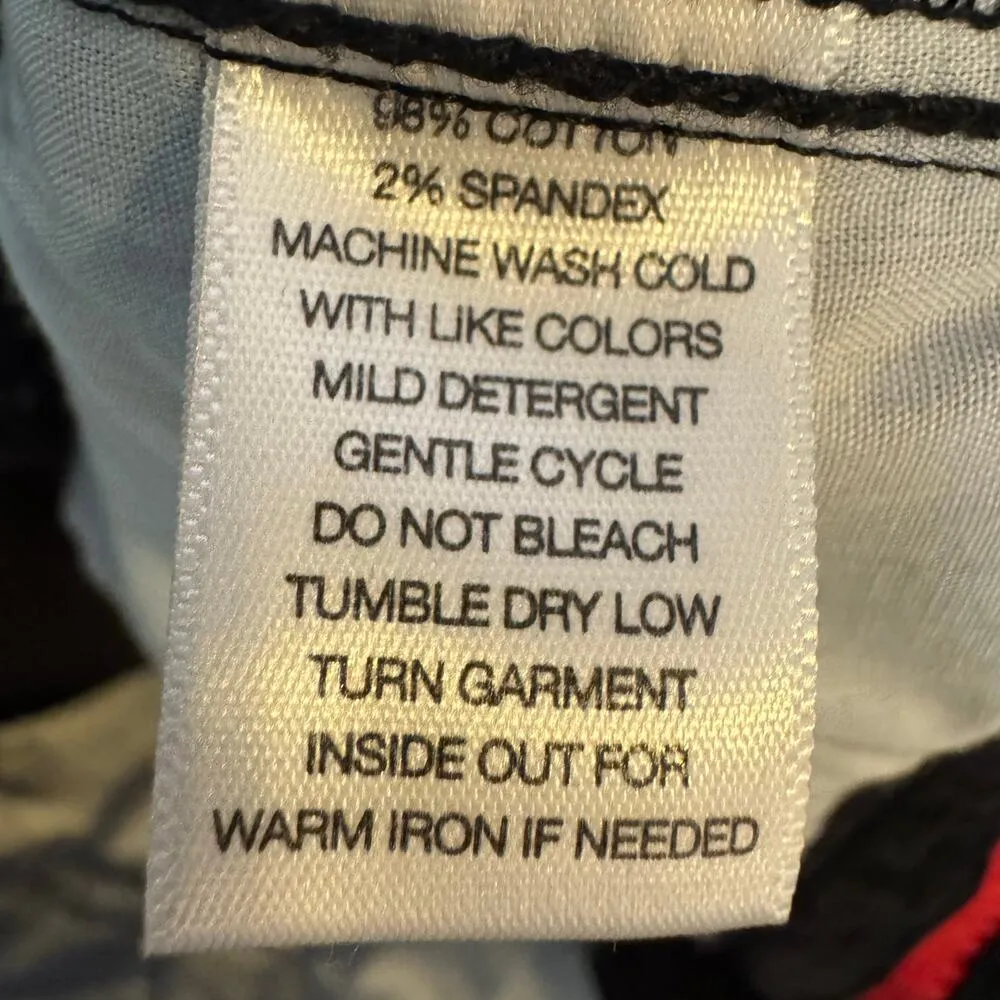 98% COTTON
2% SPANDEX
MACHINE WASH COLD
WITH LIKE COLORS
MILD DETERGENT
GENTLE CYCLE
DO NOT BLEACH
TUMBLE DRY LOW
TURN GARMENT
INSIDE OUT FOR
WARM IRON IF NEEDED